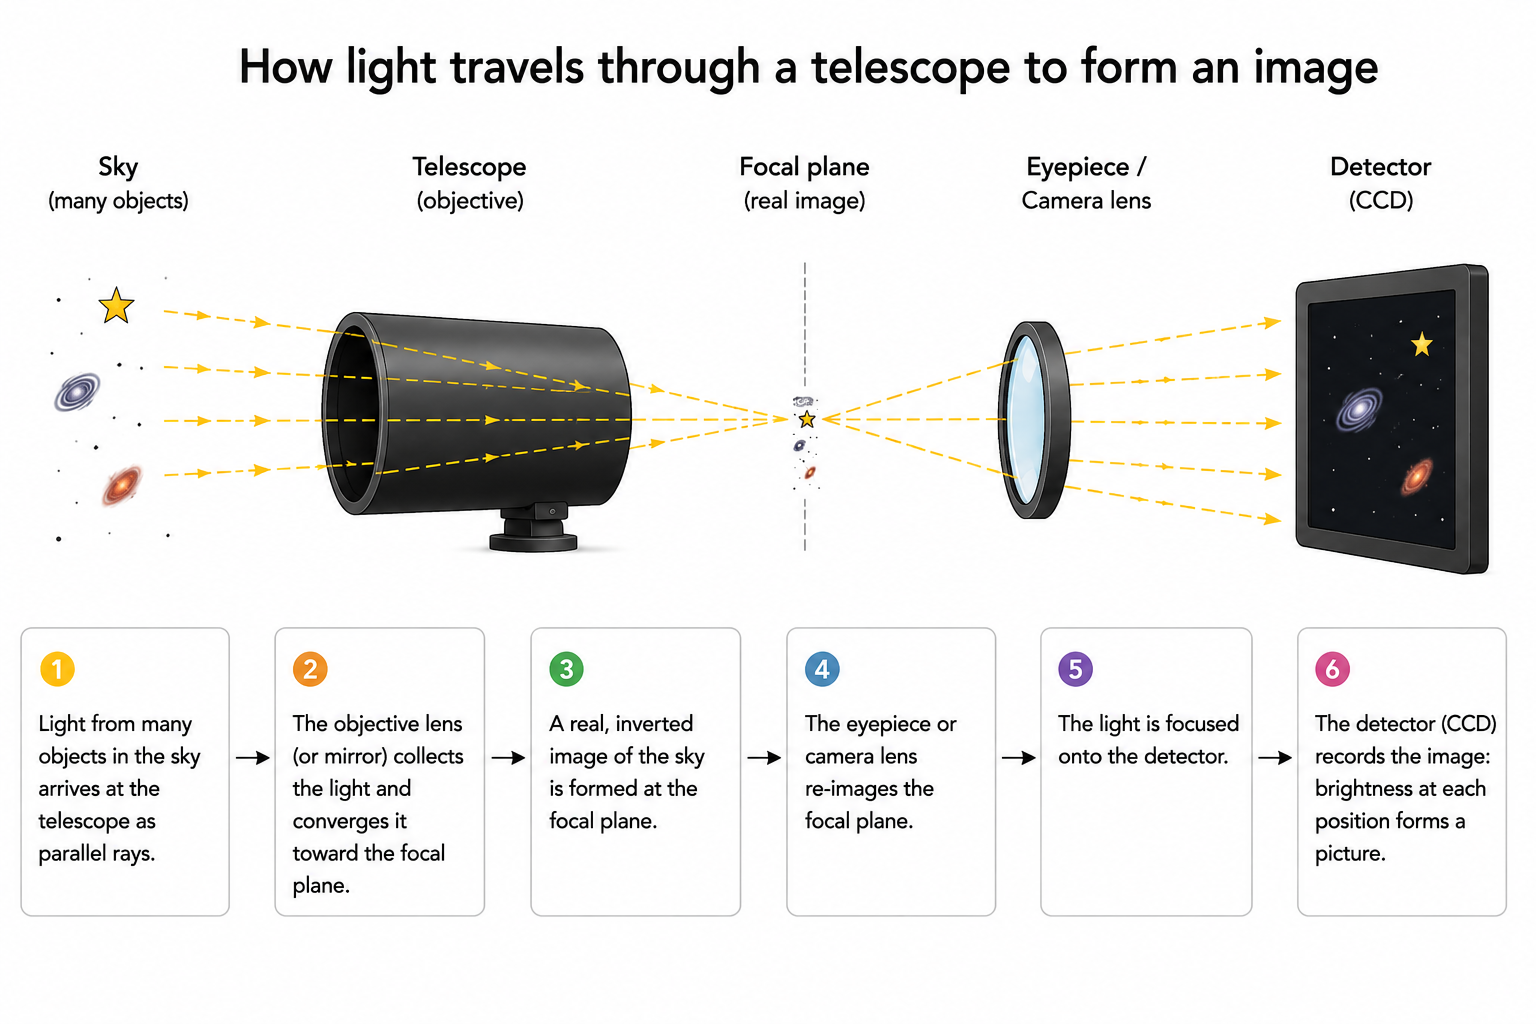 How light travels through a telescope to form an image
Sky
(many objects)
Telescope
(objective)
Focal plane
(real image)
Eyepiece /
Camera lens
Detector
(CCD)
1
Light from many
objects in the sky
arrives at the
telescope as
parallel rays.
2
The objective lens
(or mirror) collects
the light and
converges it
toward the focal
plane.
3
A real, inverted
image of the sky
is formed at the
focal plane.
4
The eyepiece or
camera lens
re-images the
focal plane.
5
The light is focused
onto the detector.
6
The detector (CCD)
records the image:
brightness at each
position forms a
picture.